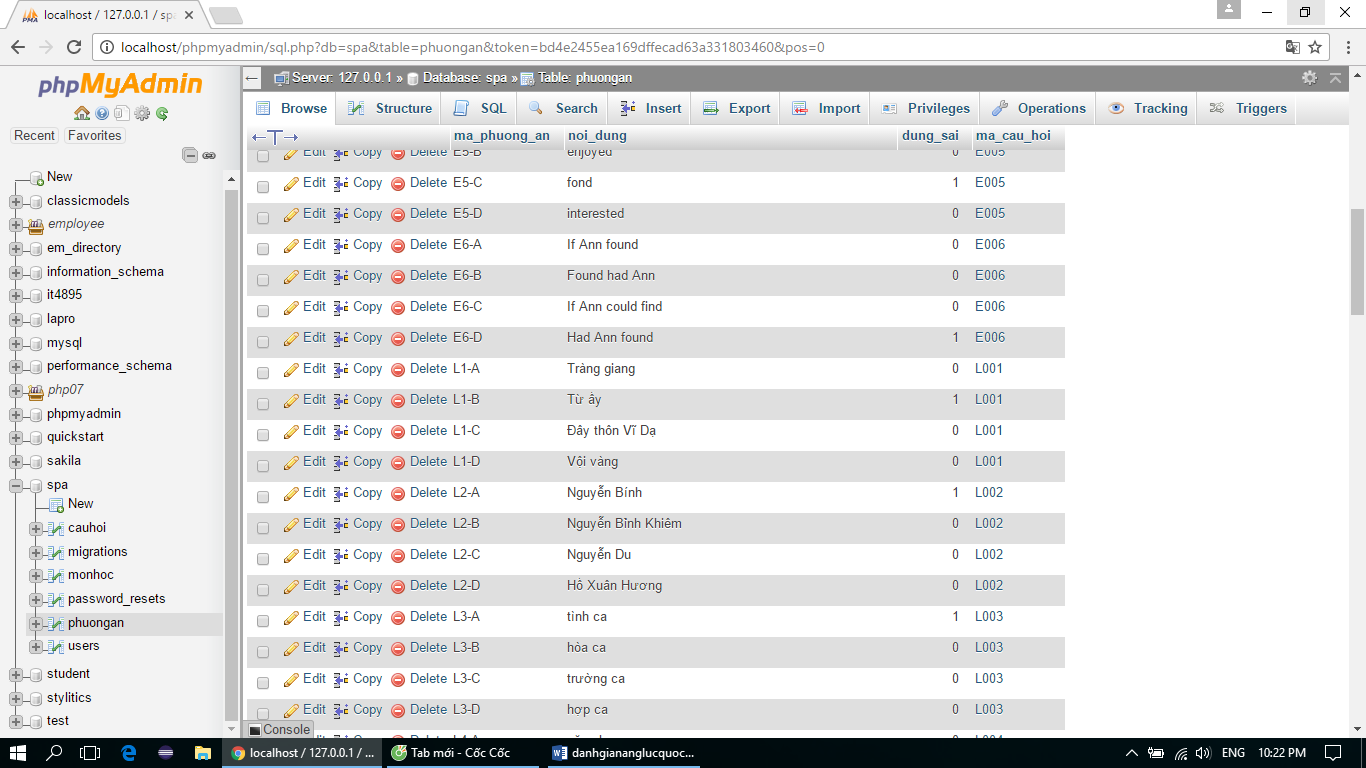 localhost / 127.0.0.1 / spa
localhost/phpmyadmin/sql.php?db=spa&table=phuongan&token=bd4e2455ea169dffecad63a331803460&pos=0
phpMyAdmin
Recent Favorites
New
classicmodels
employee
em_directory
information_schema
it4895
lapro
mysql
performance_schema
php07
phpmyadmin
quickstart
sakila
spa
New
cauhoi
migrations
monhoc
password_resets
phuongan
users
student
stylitics
test
Server: 127.0.0.1 » Database: spa » Table: phuongan
Browse Structure SQL Search Insert Export Import Privileges Operations Tracking Triggers
ma_phuong_an noi_dung dung_sai ma_cau_hoi
Edit Copy Delete E5-B enjoyed 0 E005
Edit Copy Delete E5-C fond 1 E005
Edit Copy Delete E5-D interested 0 E005
Edit Copy Delete E6-A If Ann found 0 E006
Edit Copy Delete E6-B Found had Ann 0 E006
Edit Copy Delete E6-C If Ann could find 0 E006
Edit Copy Delete E6-D Had Ann found 1 E006
Edit Copy Delete L1-A Tràng giang 0 L001
Edit Copy Delete L1-B Từ ấy 1 L001
Edit Copy Delete L1-C Đây thôn Vĩ Dạ 0 L001
Edit Copy Delete L1-D Vội vàng 0 L001
Edit Copy Delete L2-A Nguyễn Bính 1 L002
Edit Copy Delete L2-B Nguyễn Bỉnh Khiêm 0 L002
Edit Copy Delete L2-C Nguyễn Du 0 L002
Edit Copy Delete L2-D Hồ Xuân Hương 0 L002
Edit Copy Delete L3-A tình ca 1 L003
Edit Copy Delete L3-B hòa ca 0 L003
Edit Copy Delete L3-C trường ca 0 L003
Edit Copy Delete L3-D hợp ca 0 L003
Console
localhost / 127.0.0.1 / ... Tab mới - Cốc Cốc danhgianangluc​quoc... ENG 10:22 PM